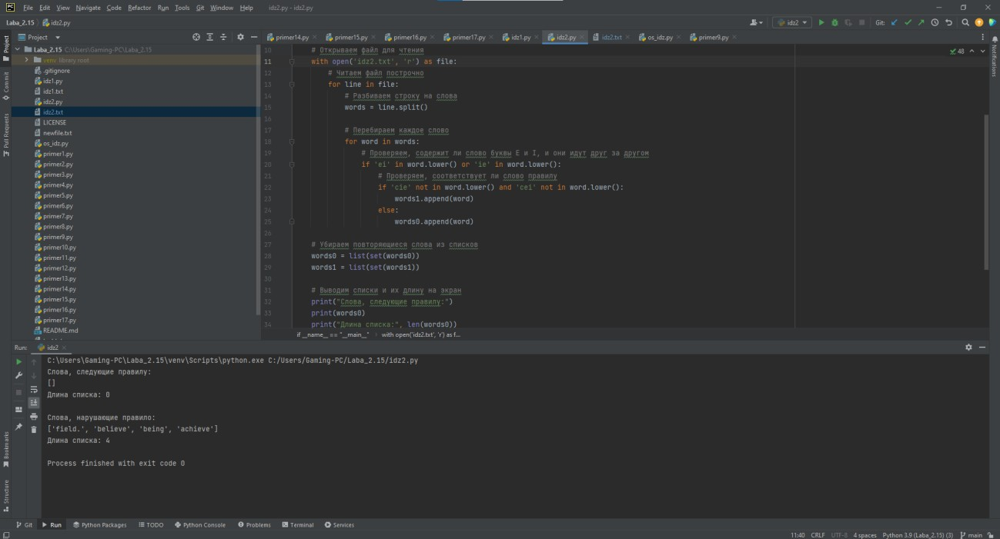 PC File Edit View Navigate Code Refactor Run Tools Git Window Help idz2.py - idz2.py
Laba_2.15 idz2.py idz2 Git:
Project primer14.py primer15.py primer16.py primer17.py idz1.py idz2.py idz2.txt os_idz.py primer9.py
Project
Commit
Pull Requests
Bookmarks
Structure
Notifications
Laba_2.15 C:\Users\Gaming-PC\Laba_2.15
venv library root
.gitignore
idz1.py
idz1.txt
idz2.py
idz2.txt
LICENSE
newfile.txt
os_idz.py
primer1.py
primer2.py
primer3.py
primer4.py
primer5.py
primer6.py
primer7.py
primer8.py
primer9.py
primer10.py
primer11.py
primer12.py
primer13.py
primer14.py
primer15.py
primer16.py
primer17.py
README.md
48
10 # Открываем файл для чтения
11 with open('idz2.txt', 'r') as file:
12 # Читаем файл построчно
13 for line in file:
14 # Разбиваем строку на слова
15 words = line.split()
16
17 # Перебираем каждое слово
18 for word in words:
19 # Проверяем, содержит ли слово буквы E и I, и они идут друг за другом
20 if 'ei' in word.lower() or 'ie' in word.lower():
21 # Проверяем, соответствует ли слово правилу
22 if 'cie' not in word.lower() and 'cei' not in word.lower():
23 words1.append(word)
24 else:
25 words0.append(word)
26
27 # Убираем повторяющиеся слова из списков
28 words0 = list(set(words0))
29 words1 = list(set(words1))
30
31 # Выводим списки и их длину на экран
32 print("Слова, следующие правилу:")
33 print(words0)
34 print("Длина списка:", len(words0))
if __name__ == "__main__" › with open('idz2.txt', 'r') as f...
Run: idz2
C:\Users\Gaming-PC\Laba_2.15\venv\Scripts\python.exe C:/Users/Gaming-PC/Laba_2.15/idz2.py
Слова, следующие правилу:
[]
Длина списка: 0
Слова, нарушающие правило:
['field.', 'believe', 'being', 'achieve']
Длина списка: 4
Process finished with exit code 0
Git Run Python Packages TODO Python Console Problems Terminal Services
11:40 CRLF UTF-8 4 spaces Python 3.9 (Laba_2.15) (3) main